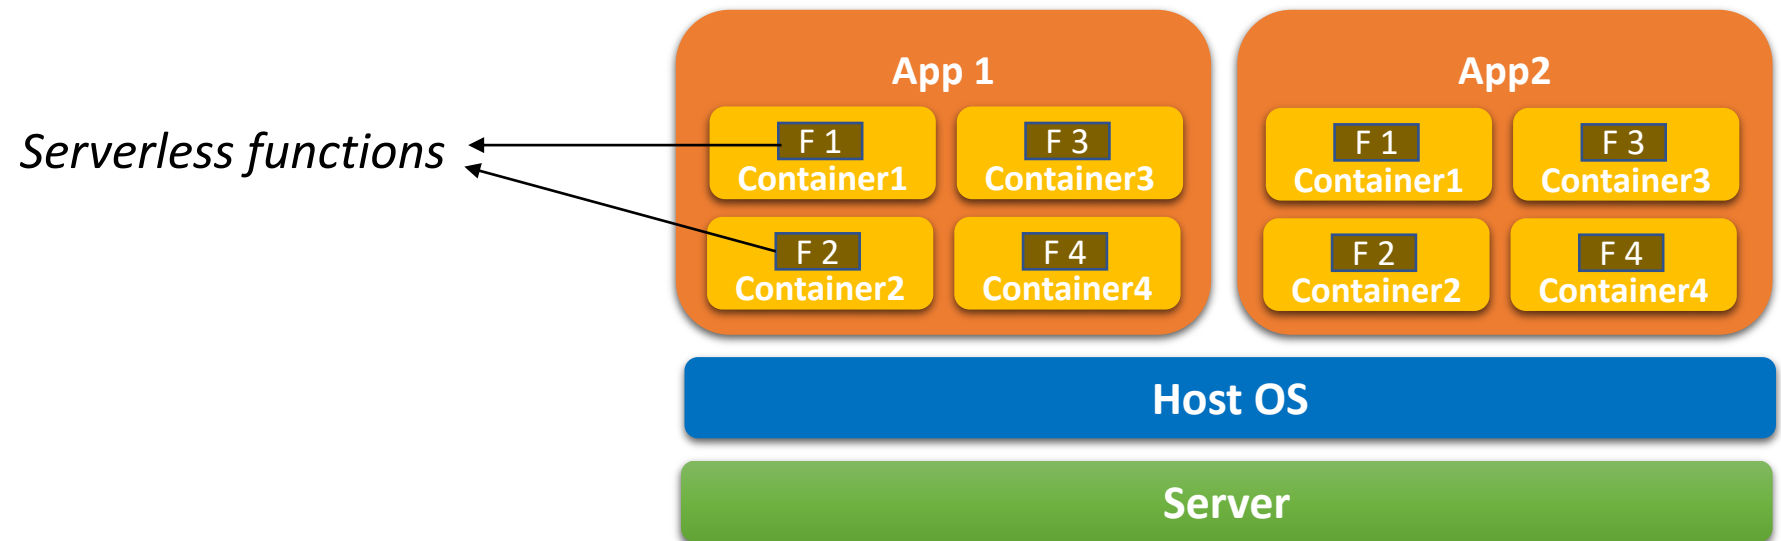 Serverless functions
App 1
F 1
Container1
F 3
Container3
F 2
Container2
F 4
Container4
App2
F 1
Container1
F 3
Container3
F 2
Container2
F 4
Container4
Host OS
Server